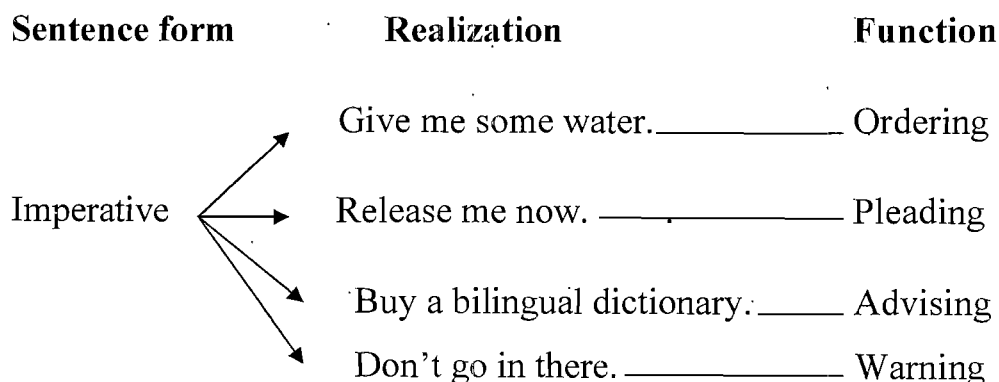 Sentence form Realization Function
Give me some water. Ordering
Imperative Release me now. Pleading
Buy a bilingual dictionary. Advising
Don't go in there. Warning